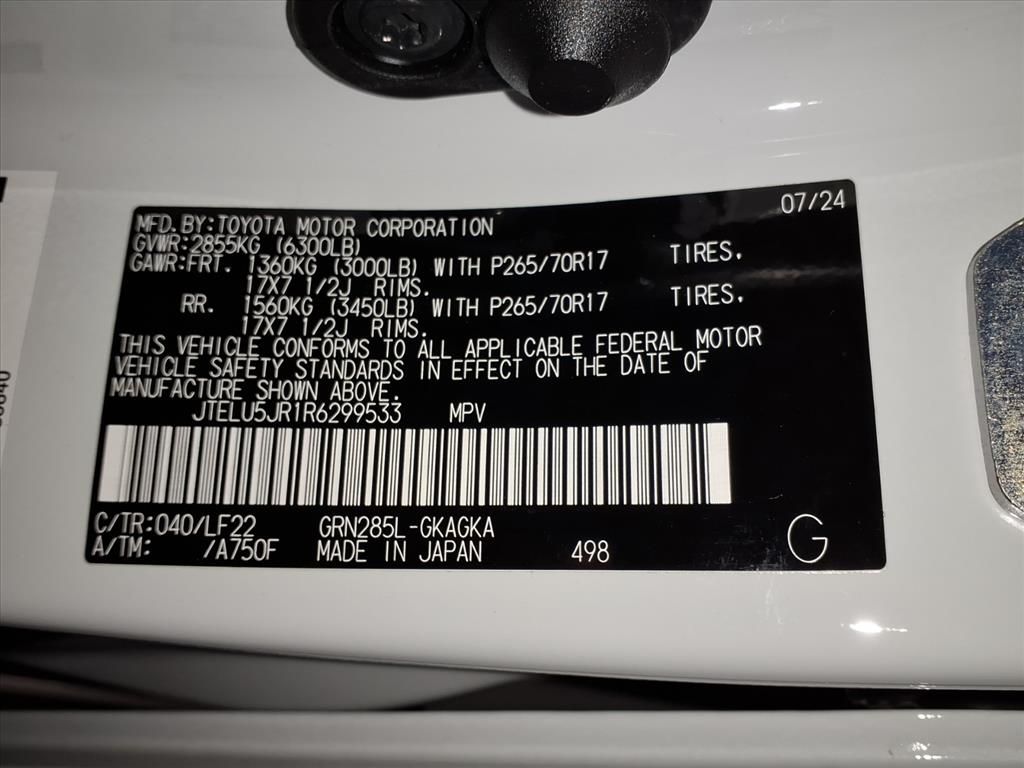 07/24
MFD.BY:TOYOTA MOTOR CORPORATION
GVWR:2855KG (6300LB)
GAWR:FRT. 1360KG (3000LB) WITH P265/70R17 TIRES,
17X7 1/2J RIMS.
RR. 1560KG (3450LB) WITH P265/70R17 TIRES,
17X7 1/2J RIMS.
THIS VEHICLE CONFORMS TO ALL APPLICABLE FEDERAL MOTOR
VEHICLE SAFETY STANDARDS IN EFFECT ON THE DATE OF
MANUFACTURE SHOWN ABOVE.
JTELU5JR1R6299533 MPV
C/TR:040/LF22 GRN285L-GKAGKA
A/TM: /A750F MADE IN JAPAN 498 G